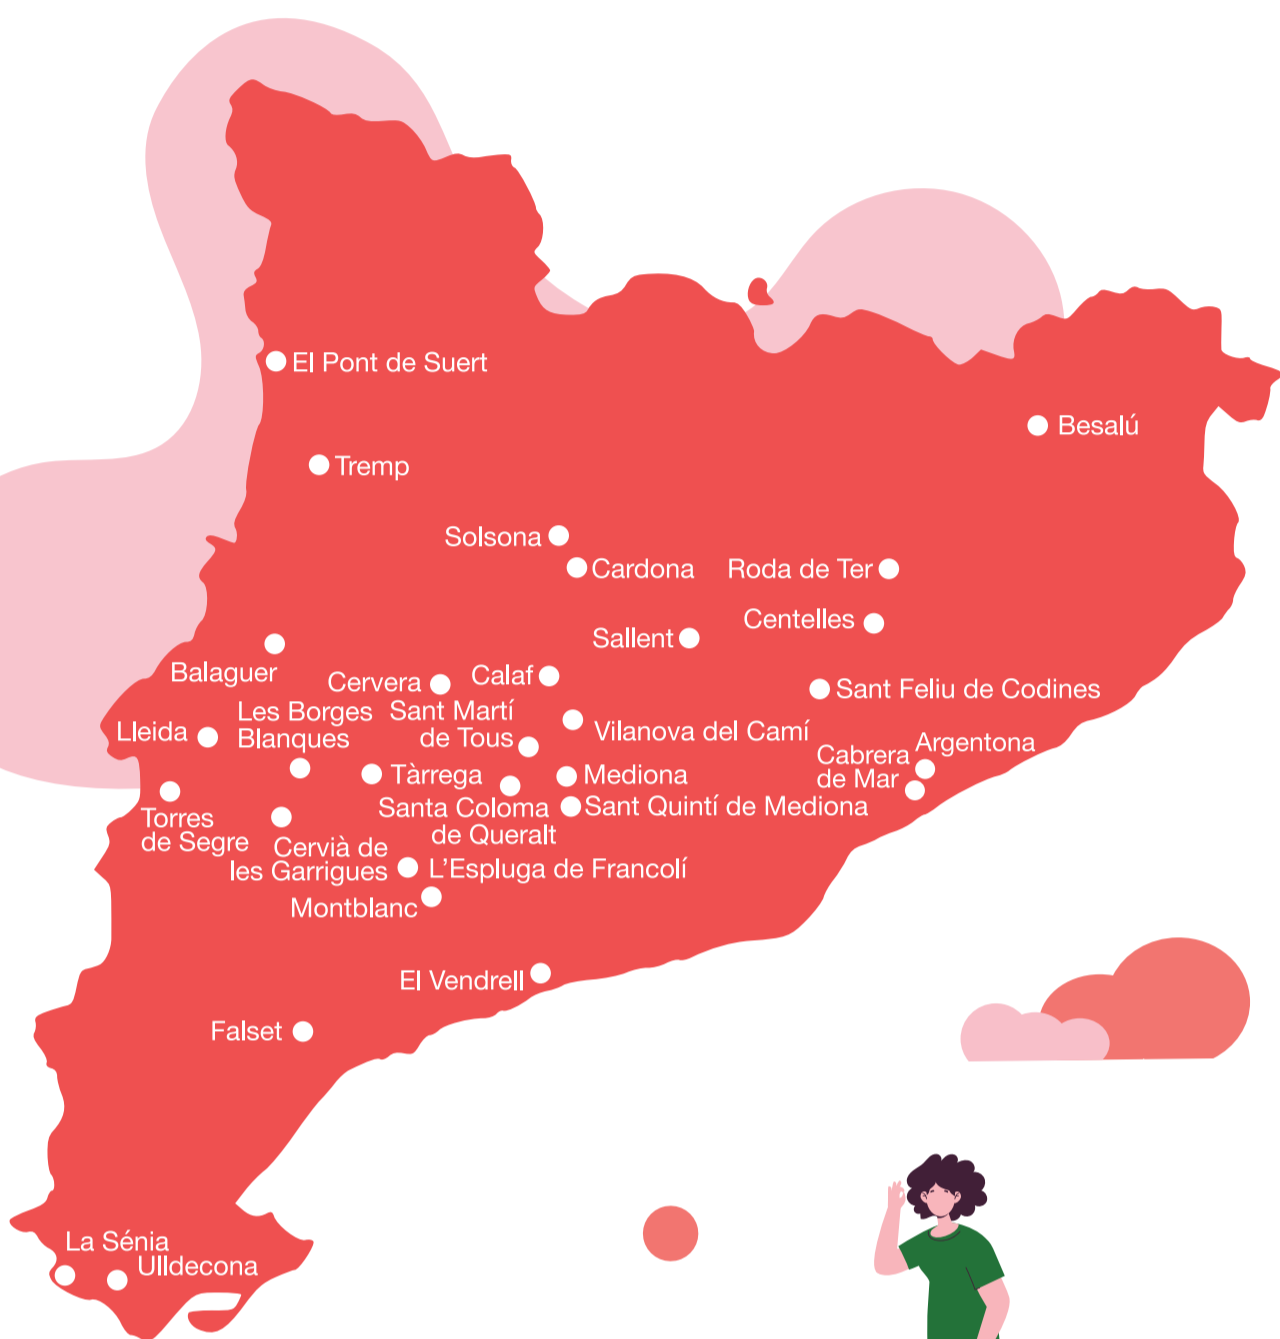 El Pont de Suert
Besalú
Tremp
Solsona
Cardona
Roda de Ter
Centelles
Sallent
Balaguer
Cervera
Calaf
Sant Feliu de Codines
Les Borges
Blanques
Sant Martí
de Tous
Lleida
Vilanova del Camí
Argentona
Cabrera
de Mar
Tàrrega
Mediona
Santa Coloma
de Queralt
Sant Quintí de Mediona
Torres
de Segre
Cervià de
les Garrigues
L'Espluga de Francolí
Montblanc
El Vendrell
Falset
La Sénia
Ulldecona